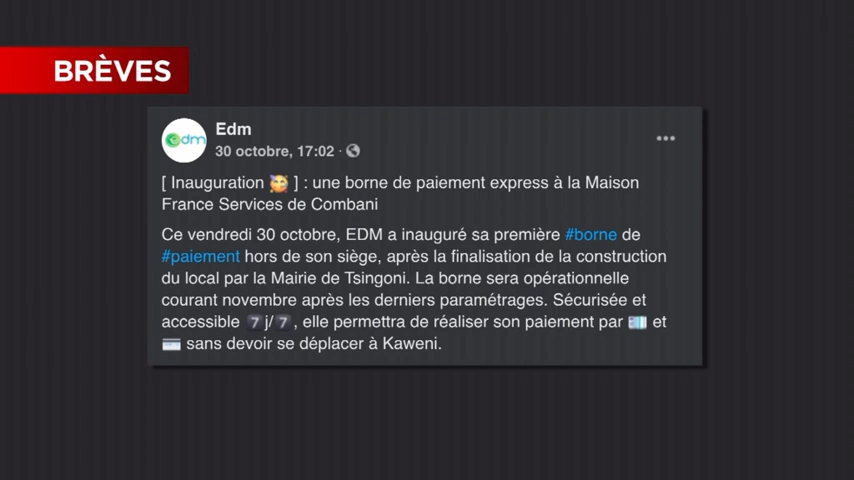 BRÈVES
edm
Edm
30 octobre, 17:02 ·
[ Inauguration 🥳 ] : une borne de paiement express à la Maison
France Services de Combani
Ce vendredi 30 octobre, EDM a inauguré sa première #borne de
#paiement hors de son siège, après la finalisation de la construction
du local par la Mairie de Tsingoni. La borne sera opérationnelle
courant novembre après les derniers paramétrages. Sécurisée et
accessible 7️⃣j/7️⃣, elle permettra de réaliser son paiement par 💶 et
💳 sans devoir se déplacer à Kaweni.